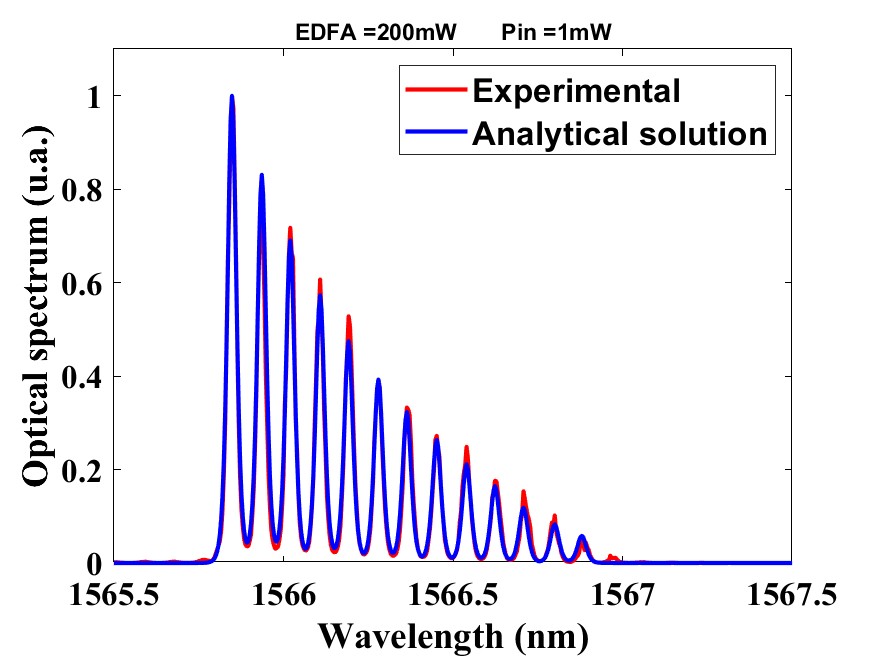 EDFA =200mW Pin =1mW
Experimental
Analytical solution
Optical spectrum (u.a.)
1
0.8
0.6
0.4
0.2
0
1565.5 1566 1566.5 1567 1567.5
Wavelength (nm)